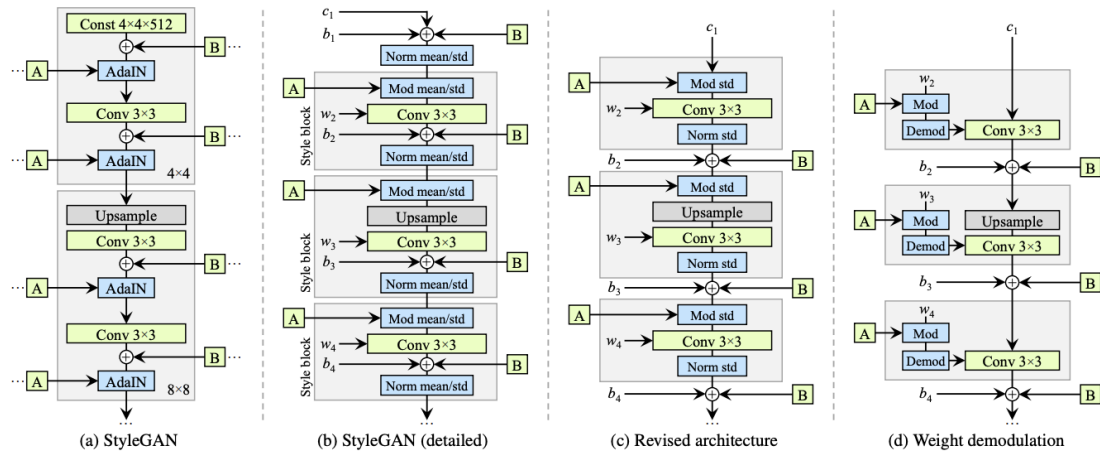 Const 4×4×512
B ...
... A
AdaIN
Conv 3×3
B ...
... A
AdaIN
4×4
Upsample
Conv 3×3
B ...
... A
AdaIN
Conv 3×3
B ...
... A
AdaIN
8×8
...
(a) StyleGAN
c1
b1
B
Norm mean/std
A
Mod mean/std
w2
Conv 3×3
b2
B
Norm mean/std
Style block
A
Mod mean/std
Upsample
w3
Conv 3×3
b3
B
Norm mean/std
Style block
A
Mod mean/std
w4
Conv 3×3
b4
B
Norm mean/std
Style block
...
(b) StyleGAN (detailed)
c1
A
Mod std
w2
Conv 3×3
Norm std
b2
B
A
Mod std
Upsample
w3
Conv 3×3
Norm std
b3
B
A
Mod std
w4
Conv 3×3
Norm std
b4
B
...
(c) Revised architecture
c1
w2
A
Mod
Demod
Conv 3×3
b2
B
w3
A
Mod
Upsample
Demod
Conv 3×3
b3
B
w4
A
Mod
Demod
Conv 3×3
b4
B
...
(d) Weight demodulation